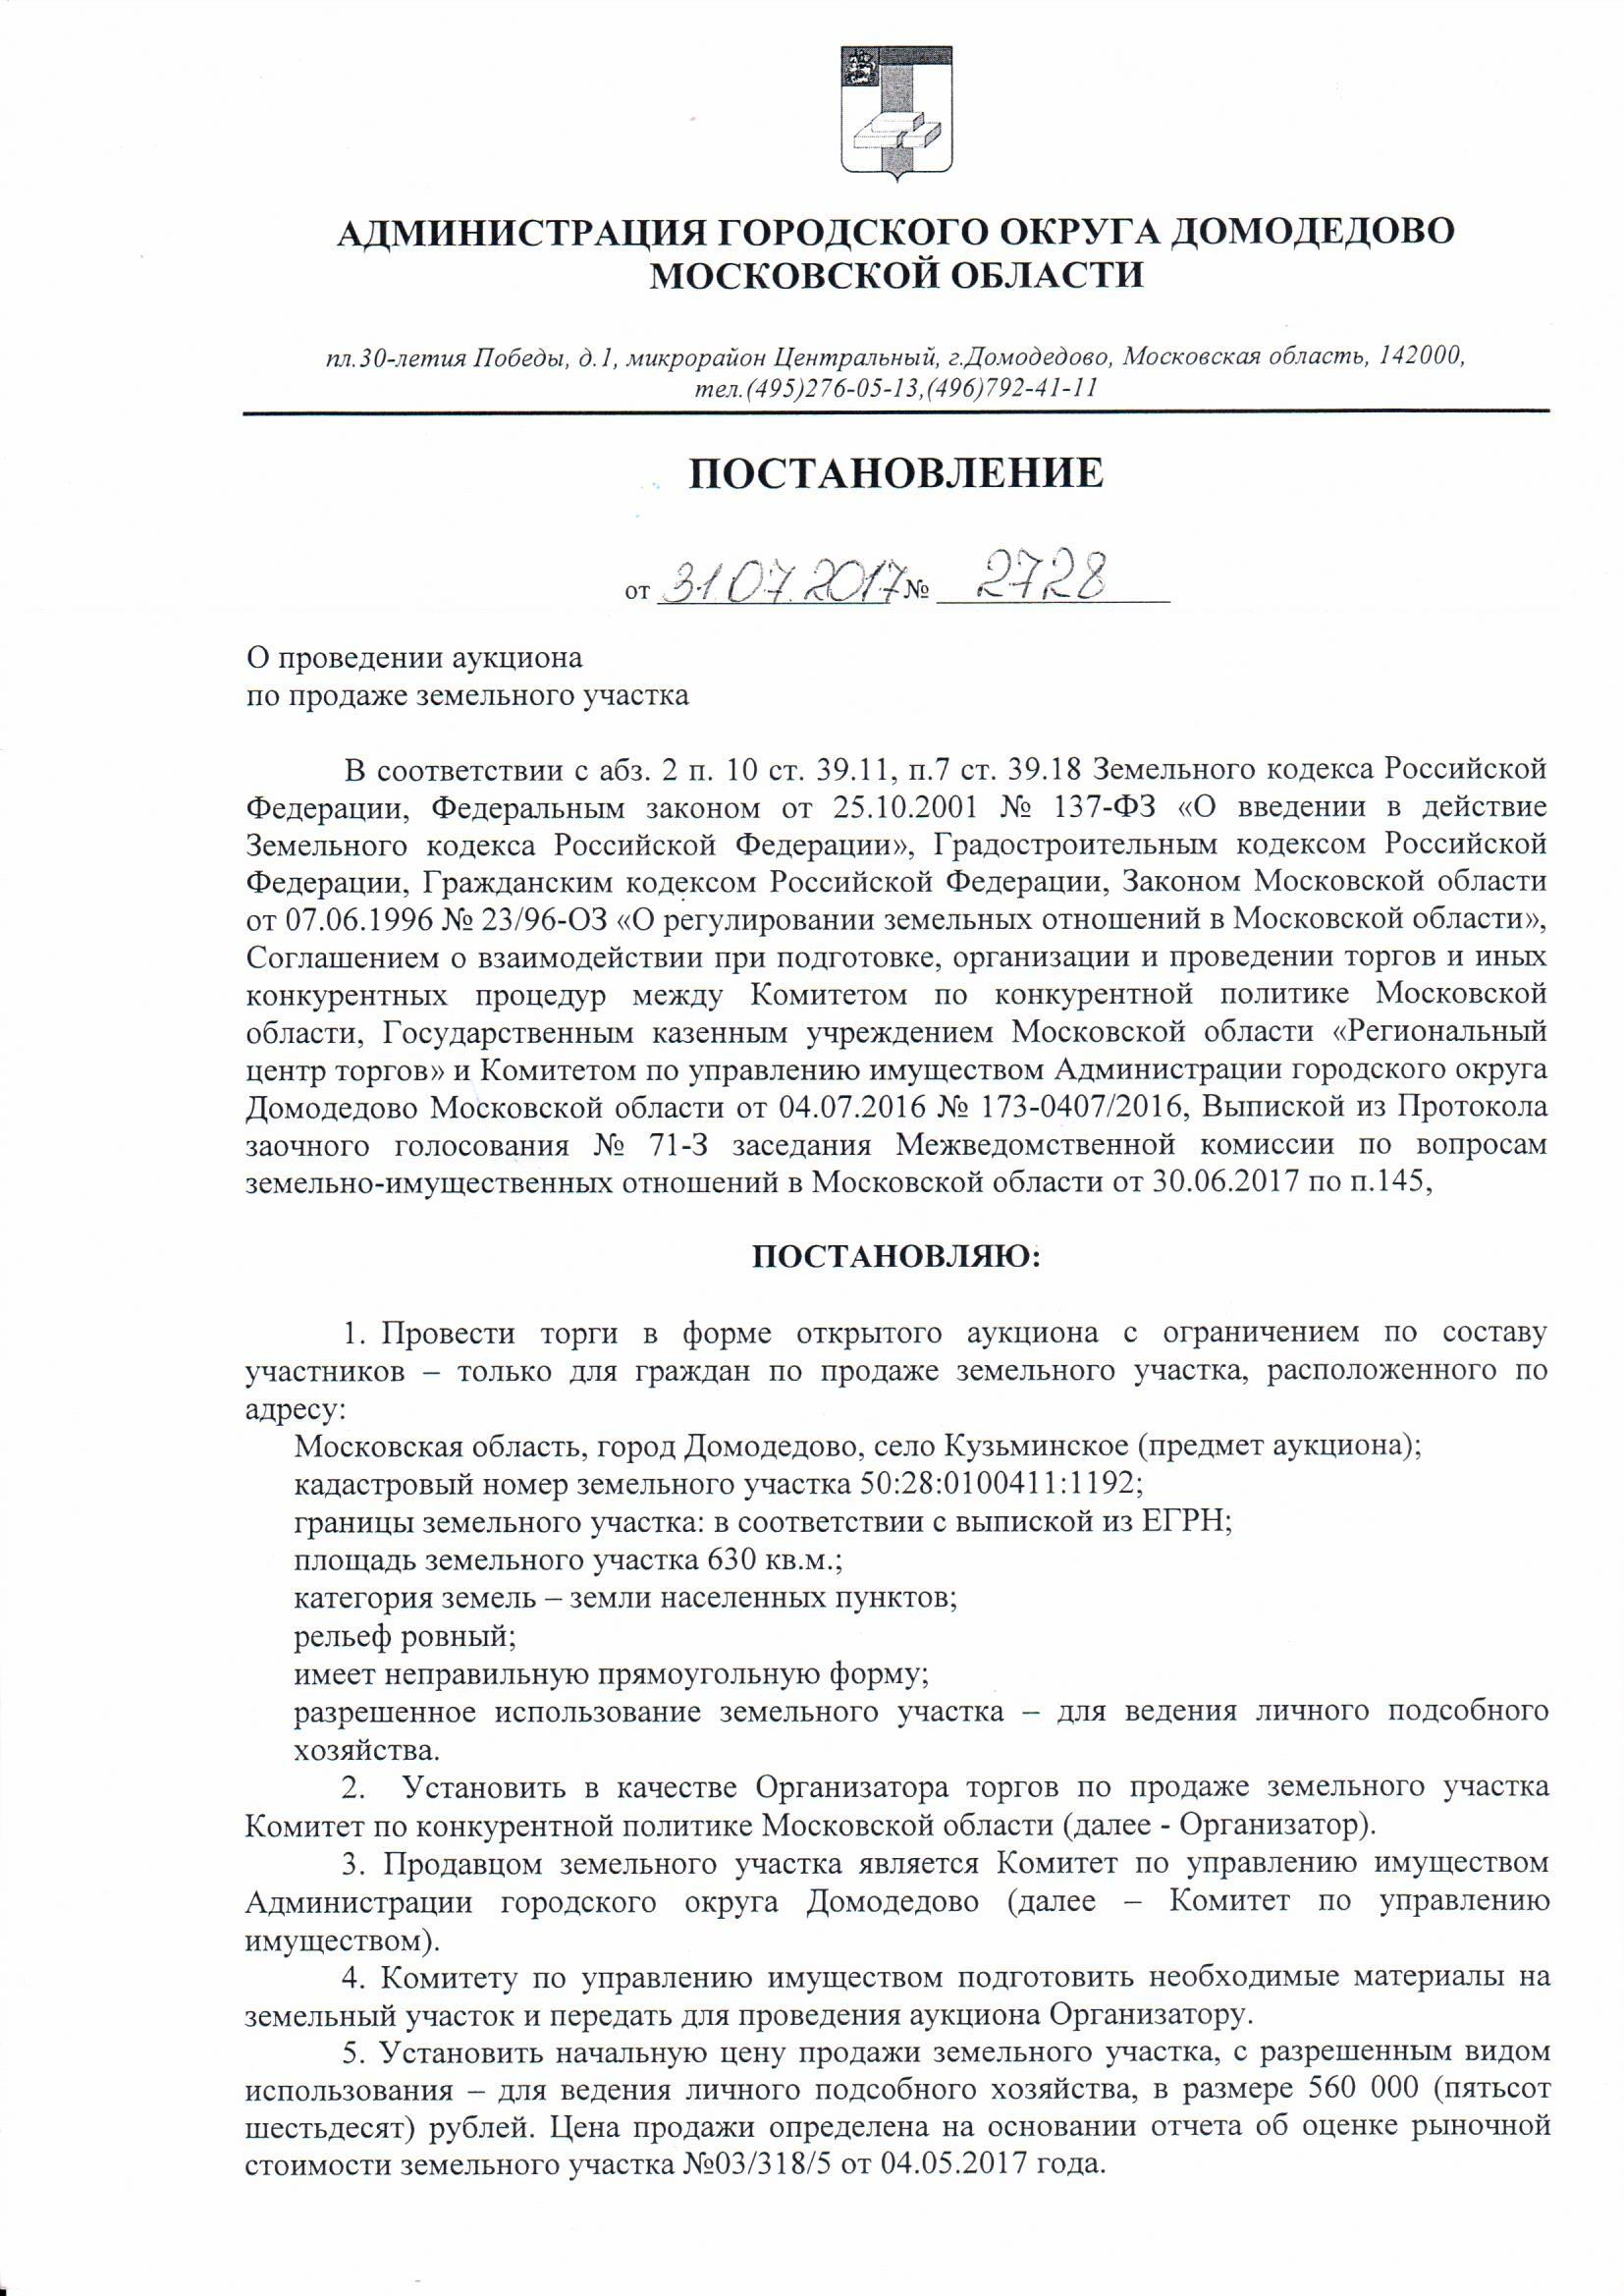 АДМИНИСТРАЦИЯ ГОРОДСКОГО ОКРУГА ДОМОДЕДОВО
МОСКОВСКОЙ ОБЛАСТИ
пл.30-летия Победы, д.1, микрорайон Центральный, г.Домодедово, Московская область, 142000,
тел.(495)276-05-13,(496)792-41-11
ПОСТАНОВЛЕНИЕ
от 31.07.2017 № 2728
О проведении аукциона
по продаже земельного участка
В соответствии с абз. 2 п. 10 ст. 39.11, п.7 ст. 39.18 Земельного кодекса Российской
Федерации, Федеральным законом от 25.10.2001 № 137-ФЗ «О введении в действие
Земельного кодекса Российской Федерации», Градостроительным кодексом Российской
Федерации, Гражданским кодексом Российской Федерации, Законом Московской области
от 07.06.1996 № 23/96-ОЗ «О регулировании земельных отношений в Московской области»,
Соглашением о взаимодействии при подготовке, организации и проведении торгов и иных
конкурентных процедур между Комитетом по конкурентной политике Московской
области, Государственным казенным учреждением Московской области «Региональный
центр торгов» и Комитетом по управлению имуществом Администрации городского округа
Домодедово Московской области от 04.07.2016 № 173-0407/2016, Выпиской из Протокола
заочного голосования № 71-З заседания Межведомственной комиссии по вопросам
земельно-имущественных отношений в Московской области от 30.06.2017 по п.145,
ПОСТАНОВЛЯЮ:
1. Провести торги в форме открытого аукциона с ограничением по составу
участников – только для граждан по продаже земельного участка, расположенного по
адресу:
Московская область, город Домодедово, село Кузьминское (предмет аукциона);
кадастровый номер земельного участка 50:28:0100411:1192;
границы земельного участка: в соответствии с выпиской из ЕГРН;
площадь земельного участка 630 кв.м.;
категория земель – земли населенных пунктов;
рельеф ровный;
имеет неправильную прямоугольную форму;
разрешенное использование земельного участка – для ведения личного подсобного
хозяйства.
2. Установить в качестве Организатора торгов по продаже земельного участка
Комитет по конкурентной политике Московской области (далее - Организатор).
3. Продавцом земельного участка является Комитет по управлению имуществом
Администрации городского округа Домодедово (далее – Комитет по управлению
имуществом).
4. Комитету по управлению имуществом подготовить необходимые материалы на
земельный участок и передать для проведения аукциона Организатору.
5. Установить начальную цену продажи земельного участка, с разрешенным видом
использования – для ведения личного подсобного хозяйства, в размере 560 000 (пятьсот
шестьдесят) рублей. Цена продажи определена на основании отчета об оценке рыночной
стоимости земельного участка №03/318/5 от 04.05.2017 года.